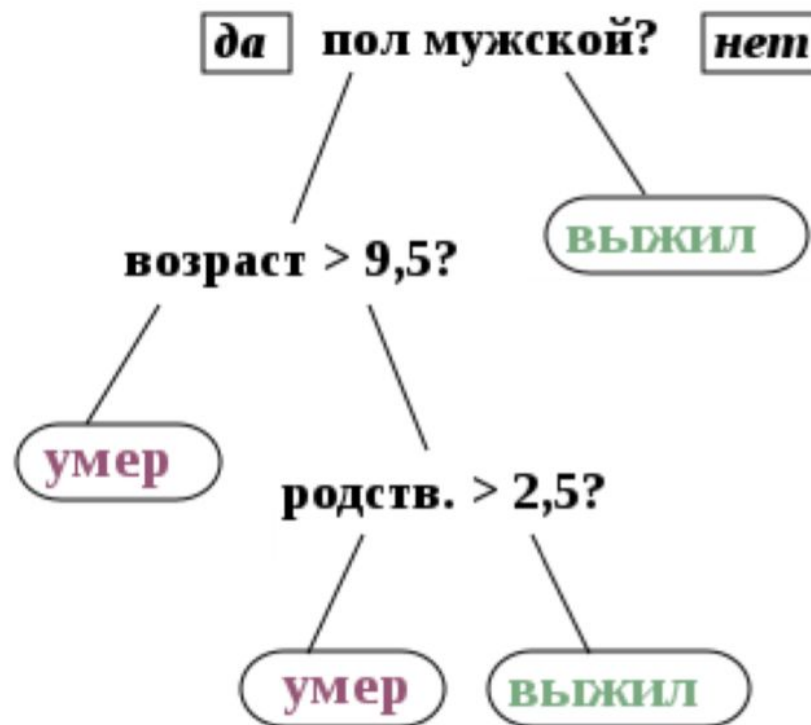 да пол мужской? нет
выжил
возраст > 9,5?
умер
родств. > 2,5?
умер выжил